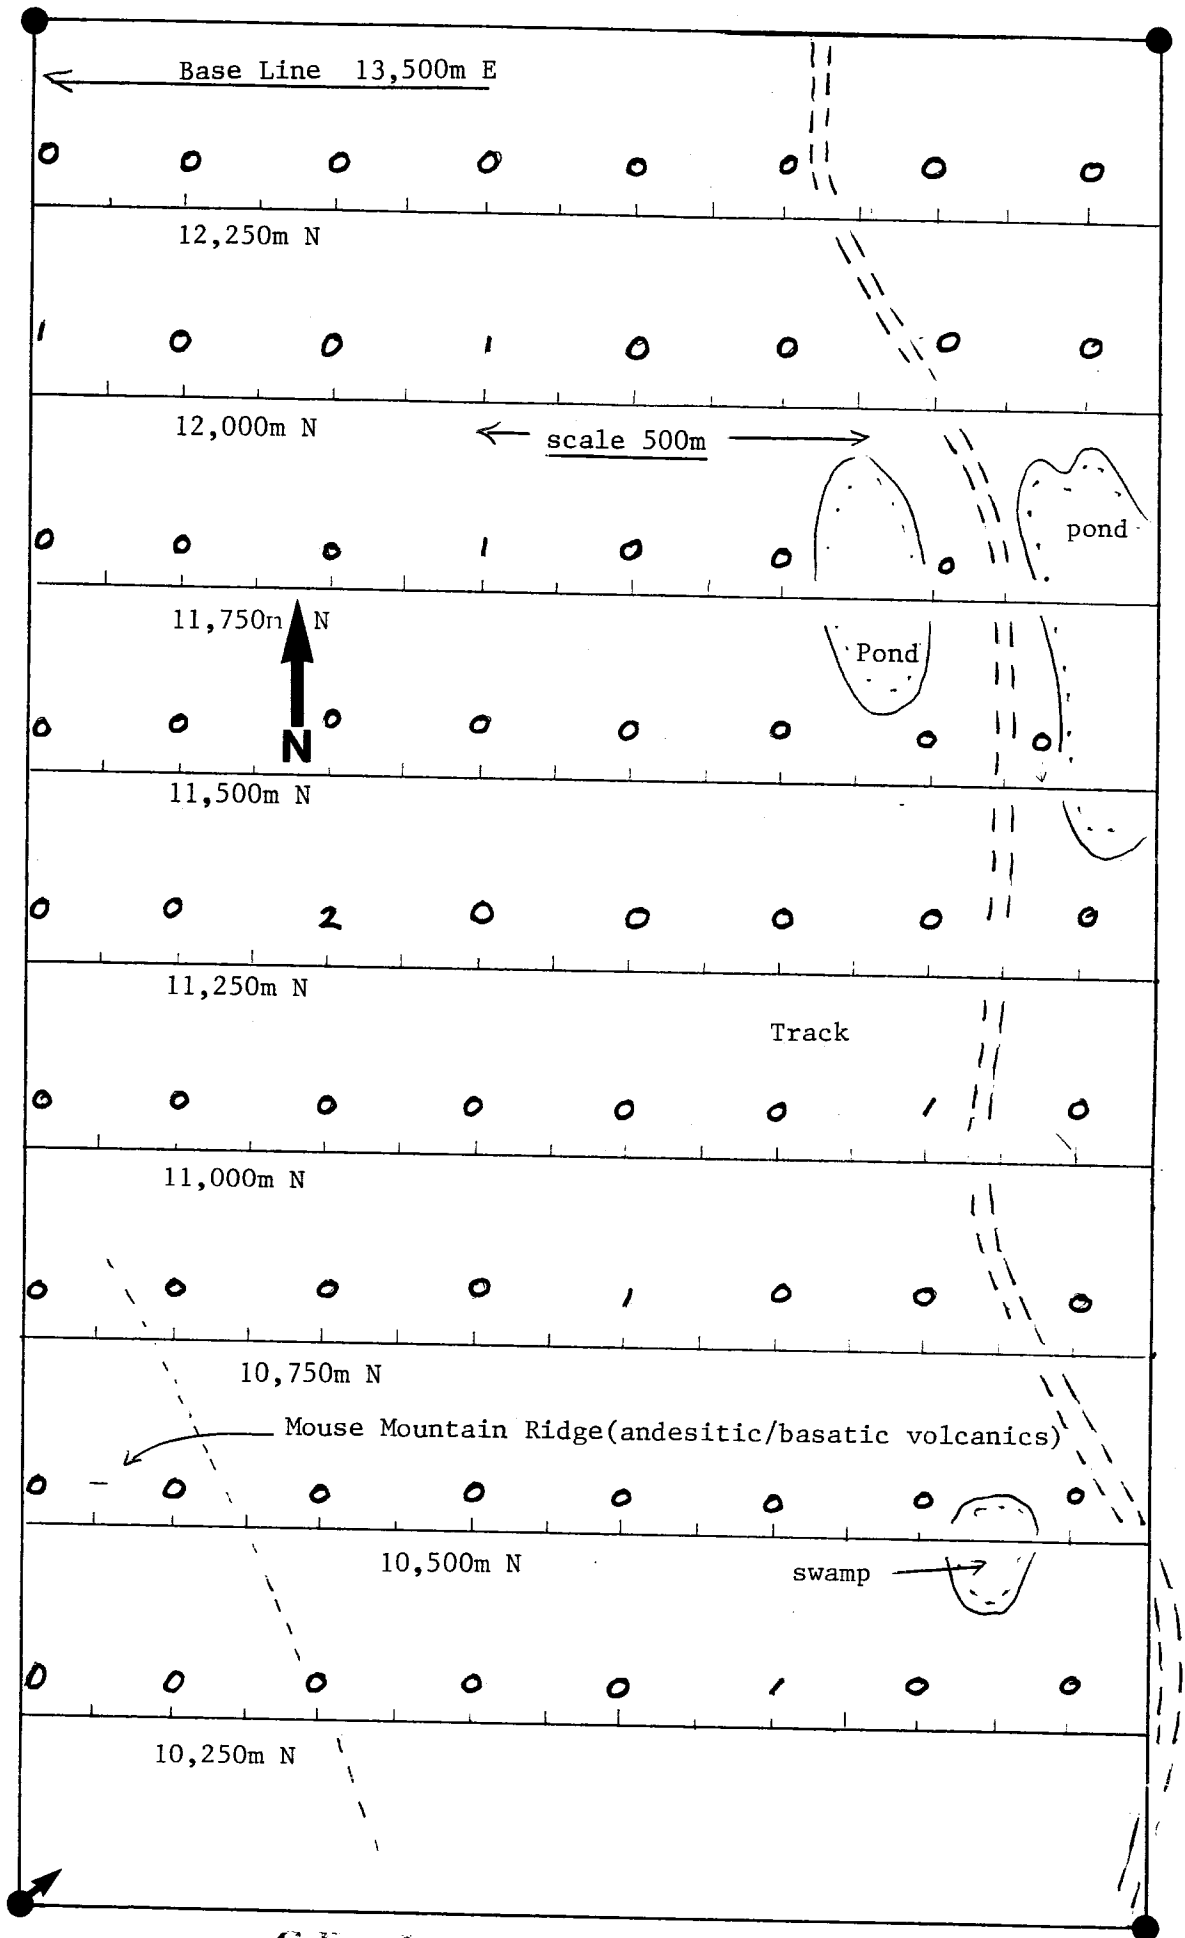 Base Line 13,500m E
0 0 0 0 0 0 0 0
12,250m N
1 0 0 1 0 0 0 0
12,000m N
scale 500m
pond
0 0 0 1 0 0 0
11,750m N
Pond
0 0 0 0 0 0 0 0
N
11,500m N
0 0 2 0 0 0 0 0
11,250m N
Track
0 0 0 0 0 0 1 0
11,000m N
0 0 0 0 1 0 0 0
10,750m N
Mouse Mountain Ridge(andesitic/basatic volcanics)
0 0 0 0 0 0 0 0
10,500m N
swamp
0 0 0 0 0 1 0 0
10,250m N